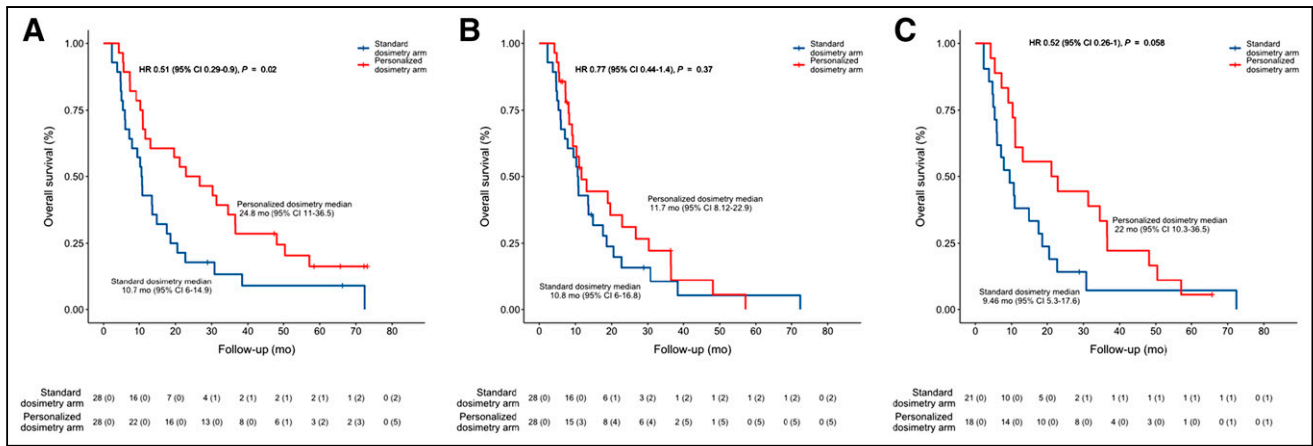 A
1.00
0.75
0.50
0.25
0.00
Overall survival (%)
HR 0.51 (95% CI 0.29-0.9), P = 0.02
Standard
dosimetry arm
Personalized
dosimetry arm
Personalized dosimetry median
24.8 mo (95% CI 11-36.5)
Standard dosimetry median
10.7 mo (95% CI 6-14.9)
0 10 20 30 40 50 60 70 80
Follow-up (mo)
Standard
dosimetry arm
28 (0) 16 (0) 7 (0) 4 (1) 2 (1) 2 (1) 2 (1) 1 (2) 0 (2)
Personalized
dosimetry arm
28 (0) 22 (0) 16 (0) 13 (0) 8 (0) 6 (1) 3 (2) 2 (3) 0 (5)
B
1.00
0.75
0.50
0.25
0.00
Overall survival (%)
HR 0.77 (95% CI 0.44-1.4), P = 0.37
Standard
dosimetry arm
Personalized
dosimetry arm
Personalized dosimetry median
11.7 mo (95% CI 8.12-22.9)
Standard dosimetry median
10.8 mo (95% CI 6-16.8)
0 10 20 30 40 50 60 70 80
Follow-up (mo)
Standard
dosimetry arm
28 (0) 16 (0) 6 (1) 3 (2) 1 (2) 1 (2) 1 (2) 1 (2) 0 (2)
Personalized
dosimetry arm
28 (0) 15 (3) 8 (4) 6 (4) 2 (5) 1 (5) 0 (5) 0 (5) 0 (5)
C
1.00
0.75
0.50
0.25
0.00
Overall survival (%)
HR 0.52 (95% CI 0.26-1), P = 0.058
Standard
dosimetry arm
Personalized
dosimetry arm
Personalized dosimetry median
22 mo (95% CI 10.3-36.5)
Standard dosimetry median
9.46 mo (95% CI 5.3-17.6)
0 10 20 30 40 50 60 70 80
Follow-up (mo)
Standard
dosimetry arm
21 (0) 10 (0) 5 (0) 2 (1) 1 (1) 1 (1) 1 (1) 1 (1) 0 (1)
Personalized
dosimetry arm
18 (0) 14 (0) 10 (0) 8 (0) 4 (0) 3 (0) 1 (0) 0 (1) 0 (1)